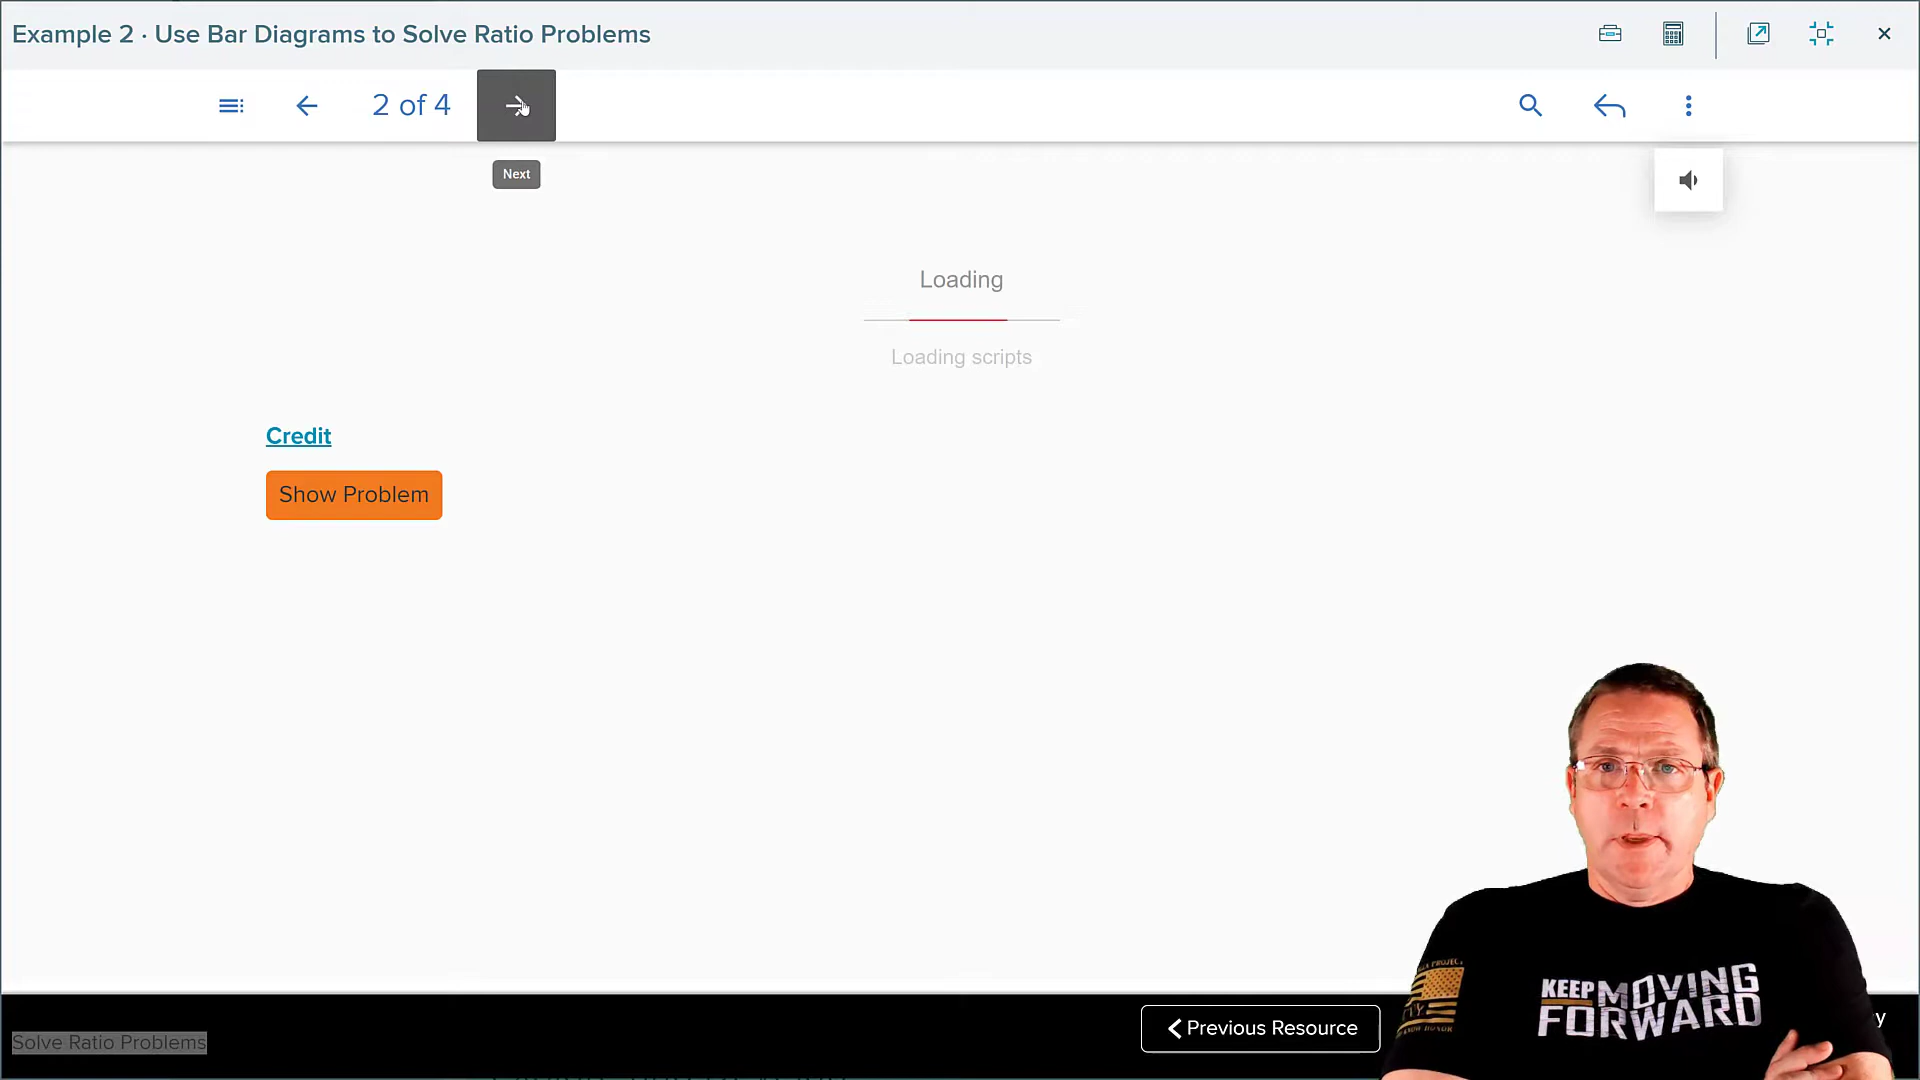 Example 2 · Use Bar Diagrams to Solve Ratio Problems
2 of 4
Next
Loading
Loading scripts
Credit
Show Problem
Previous Resource
Solve Ratio Problems
KEEP MOVING
FORWARD